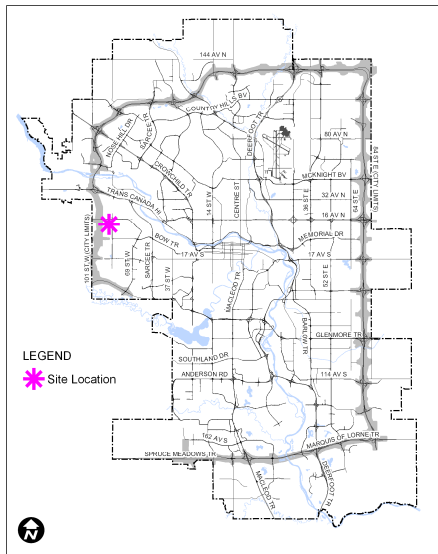 144 AV N
COUNTRY HILLS BV
NOSE HILL DR
SARCEE TR
DEERFOOT TR
80 AV N
CROWCHILD TR
MCKNIGHT BV
84 ST E (CITY LIMITS)
TRANS CANADA HI
14 ST W
CENTRE ST
36 ST E
32 AV N
64 ST E
16 AV N
101 ST W (CITY LIMITS)
BOW TR
MEMORIAL DR
69 ST W
SARCEE TR
37 ST W
17 AV S
17 AV S
MACLEOD TR
52 ST E
BARLOW TR
GLENMORE TR
LEGEND
Site Location
SOUTHLAND DR
ANDERSON RD
114 AV S
162 AV S
MARQUIS OF LORNE TR
SPRUCE MEADOWS TR
MACLEOD TR
DEERFOOT TR
N